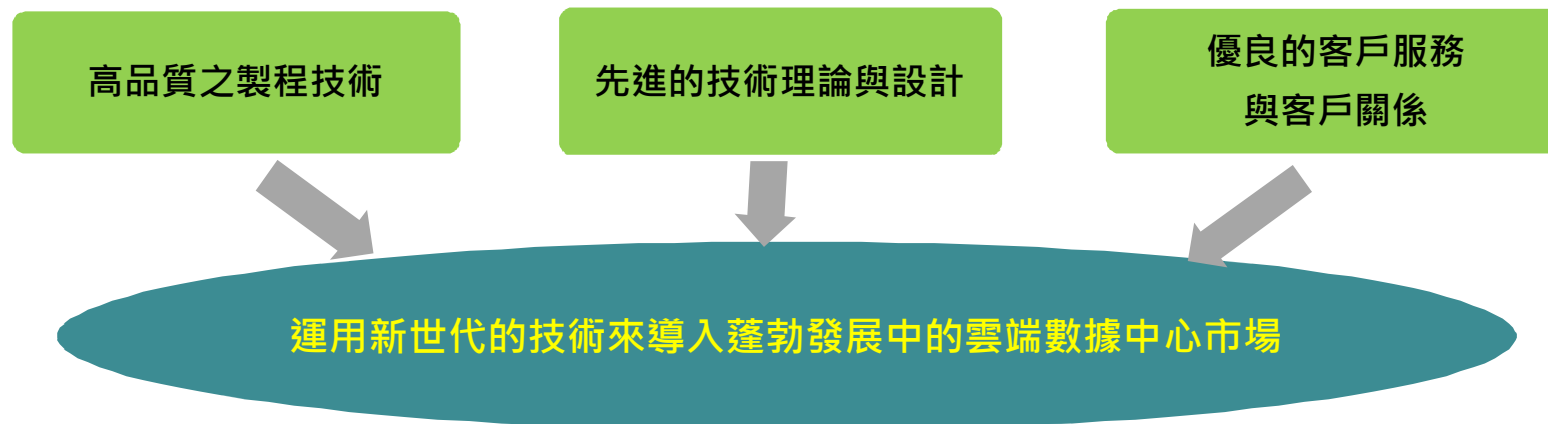 高品質之製程技術
先進的技術理論與設計
優良的客戶服務
與客戶關係
運用新世代的技術來導入蓬勃發展中的雲端數據中心市場